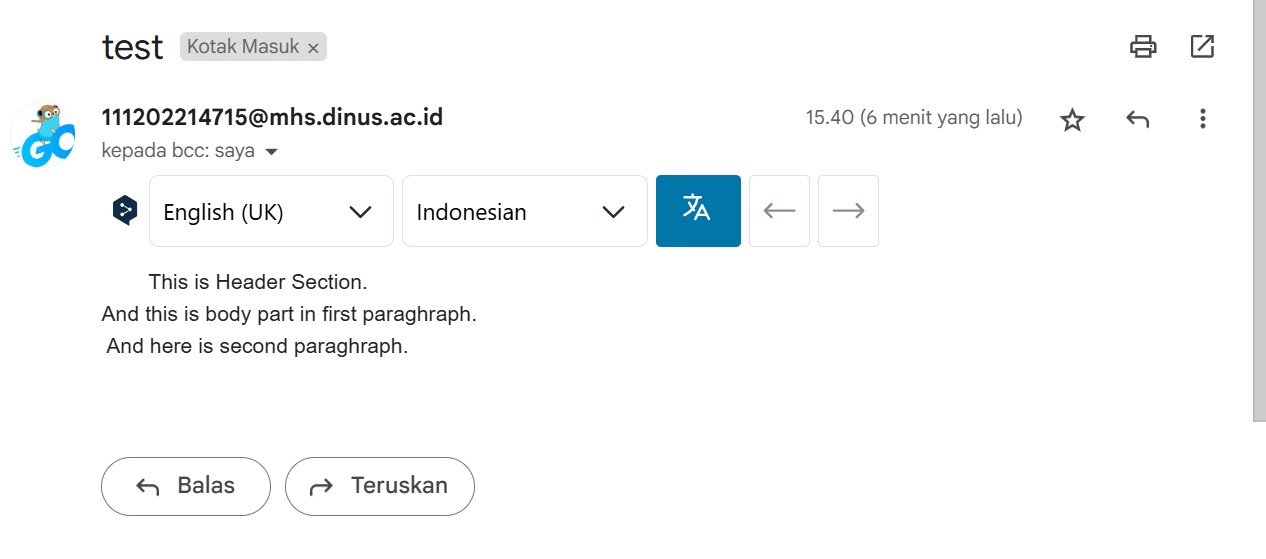 test Kotak Masuk ×
111202214715@mhs.dinus.ac.id 15.40 (6 menit yang lalu)
kepada bcc: saya
English (UK) Indonesian
This is Header Section.
And this is body part in first paraghraph.
And here is second paraghraph.
Balas Teruskan